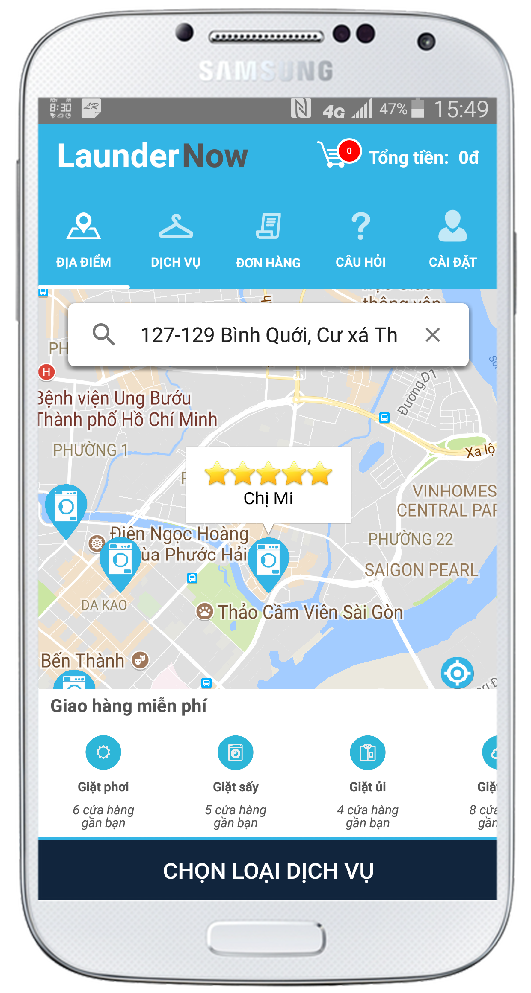 SAMSUNG
8:30
4G 47% 15:49
LaunderNow
0
Tổng tiền: 0đ
ĐỊA ĐIỂM
DỊCH VỤ
ĐƠN HÀNG
CÂU HỎI
CÀI ĐẶT
127-129 Bình Quới, Cư xá Th
PH
H
Bệnh viện Ung Bướu
Thành phố Hồ Chí Minh
Đường D1
Xa lộ
PHƯỜNG 1
P
Chị Mi
VINHOMES
CENTRAL PAR
Điện Ngọc Hoàng
ùa Phước Hải
PHƯỜNG 22
SAIGON PEARL
DA KAO
Thảo Cầm Viên Sài Gòn
Bến Thành
Giao hàng miễn phí
Giặt phơi
6 cửa hàng
gần bạn
Giặt sấy
5 cửa hàng
gần bạn
Giặt ủi
4 cửa hàng
gần bạn
Giặ
8 cửa
gần
CHỌN LOẠI DỊCH VỤ